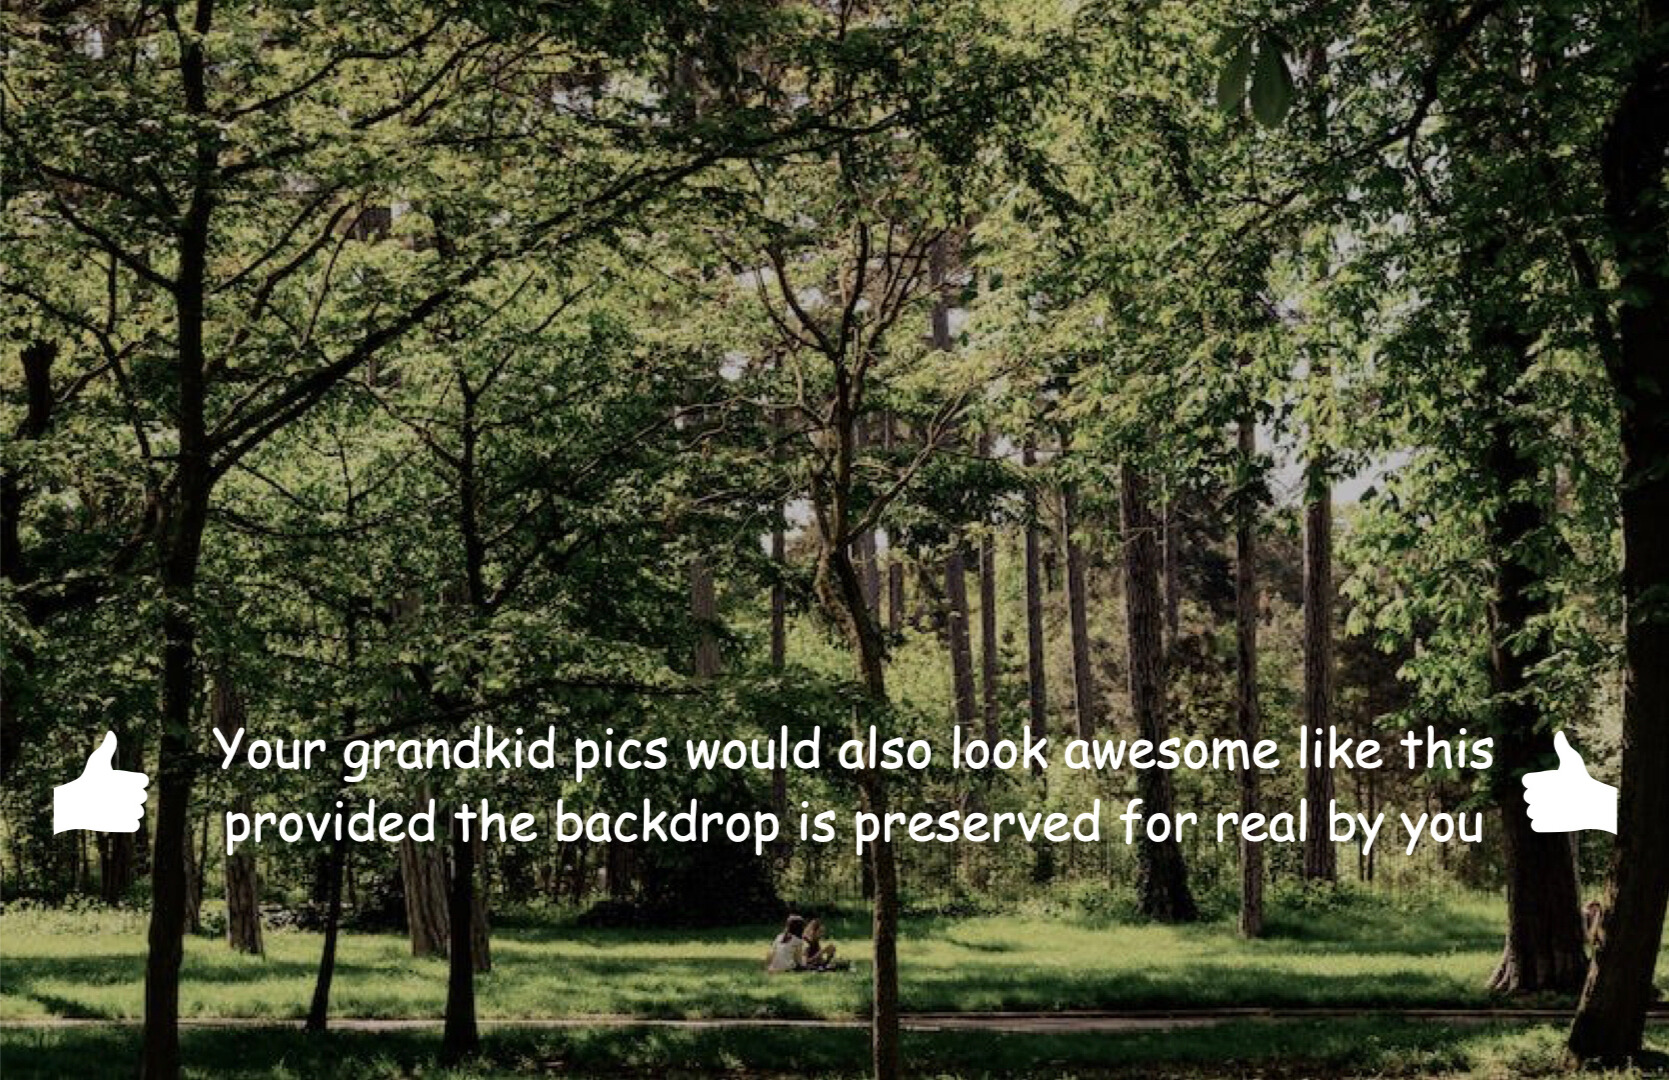 Your grandkid pics would also look awesome like this
provided the backdrop is preserved for real by you